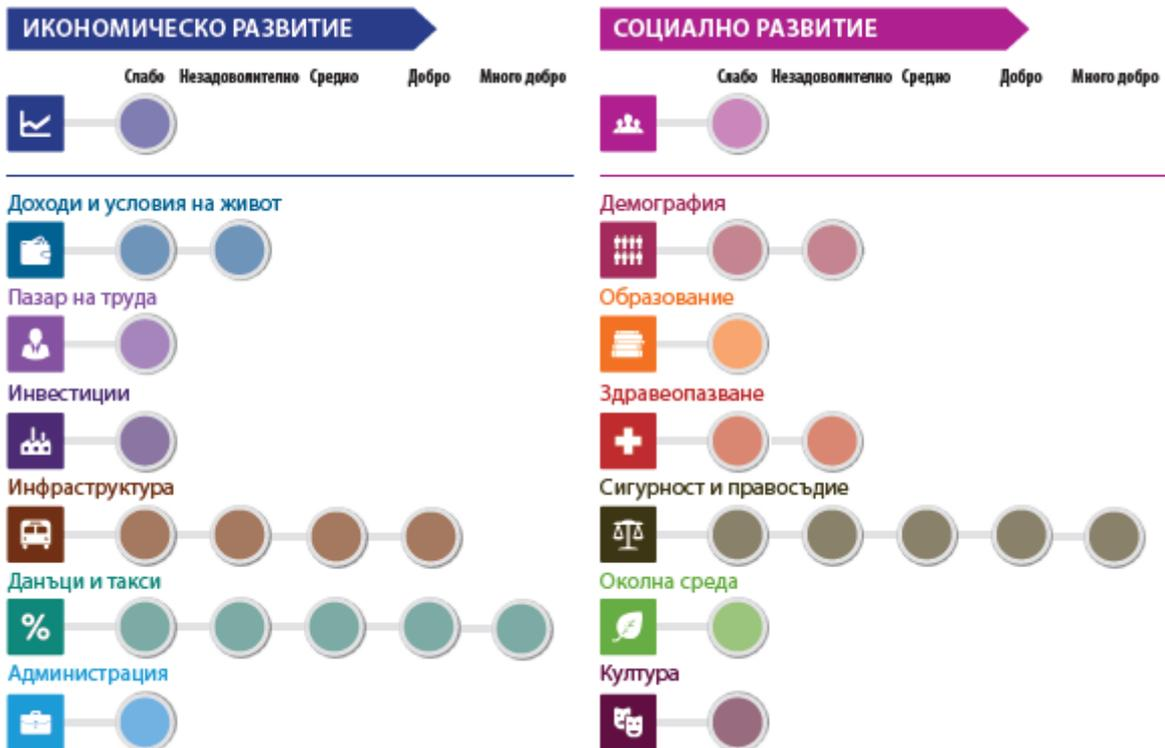 ИКОНОМИЧЕСКО РАЗВИТИЕ
Слабо Незадоволително Средно Добро Много добро
Доходи и условия на живот
Пазар на труда
Инвестиции
Инфраструктура
Данъци и такси
%
Администрация
СОЦИАЛНО РАЗВИТИЕ
Слабо Незадоволително Средно Добро Много добро
Демография
Образование
Здравеопазване
Сигурност и правосъдие
Околна среда
Култура